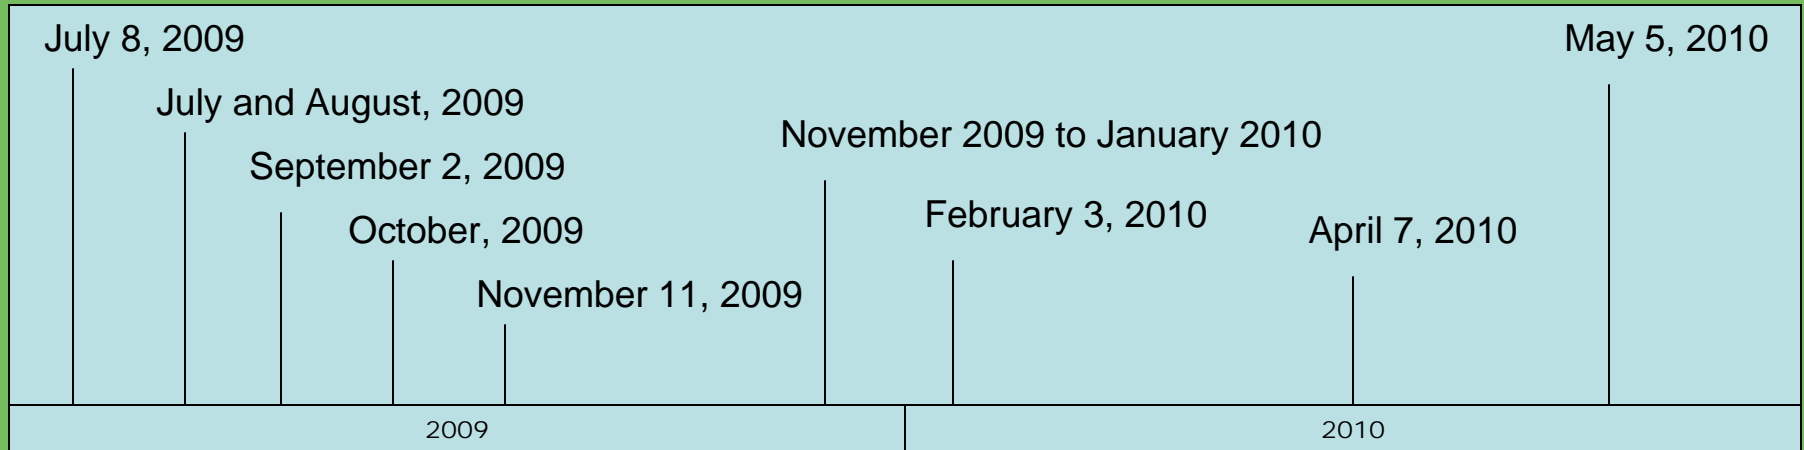 July 8, 2009
July and August, 2009
September 2, 2009
October, 2009
November 11, 2009
November 2009 to January 2010
February 3, 2010
April 7, 2010
May 5, 2010
2009
2010